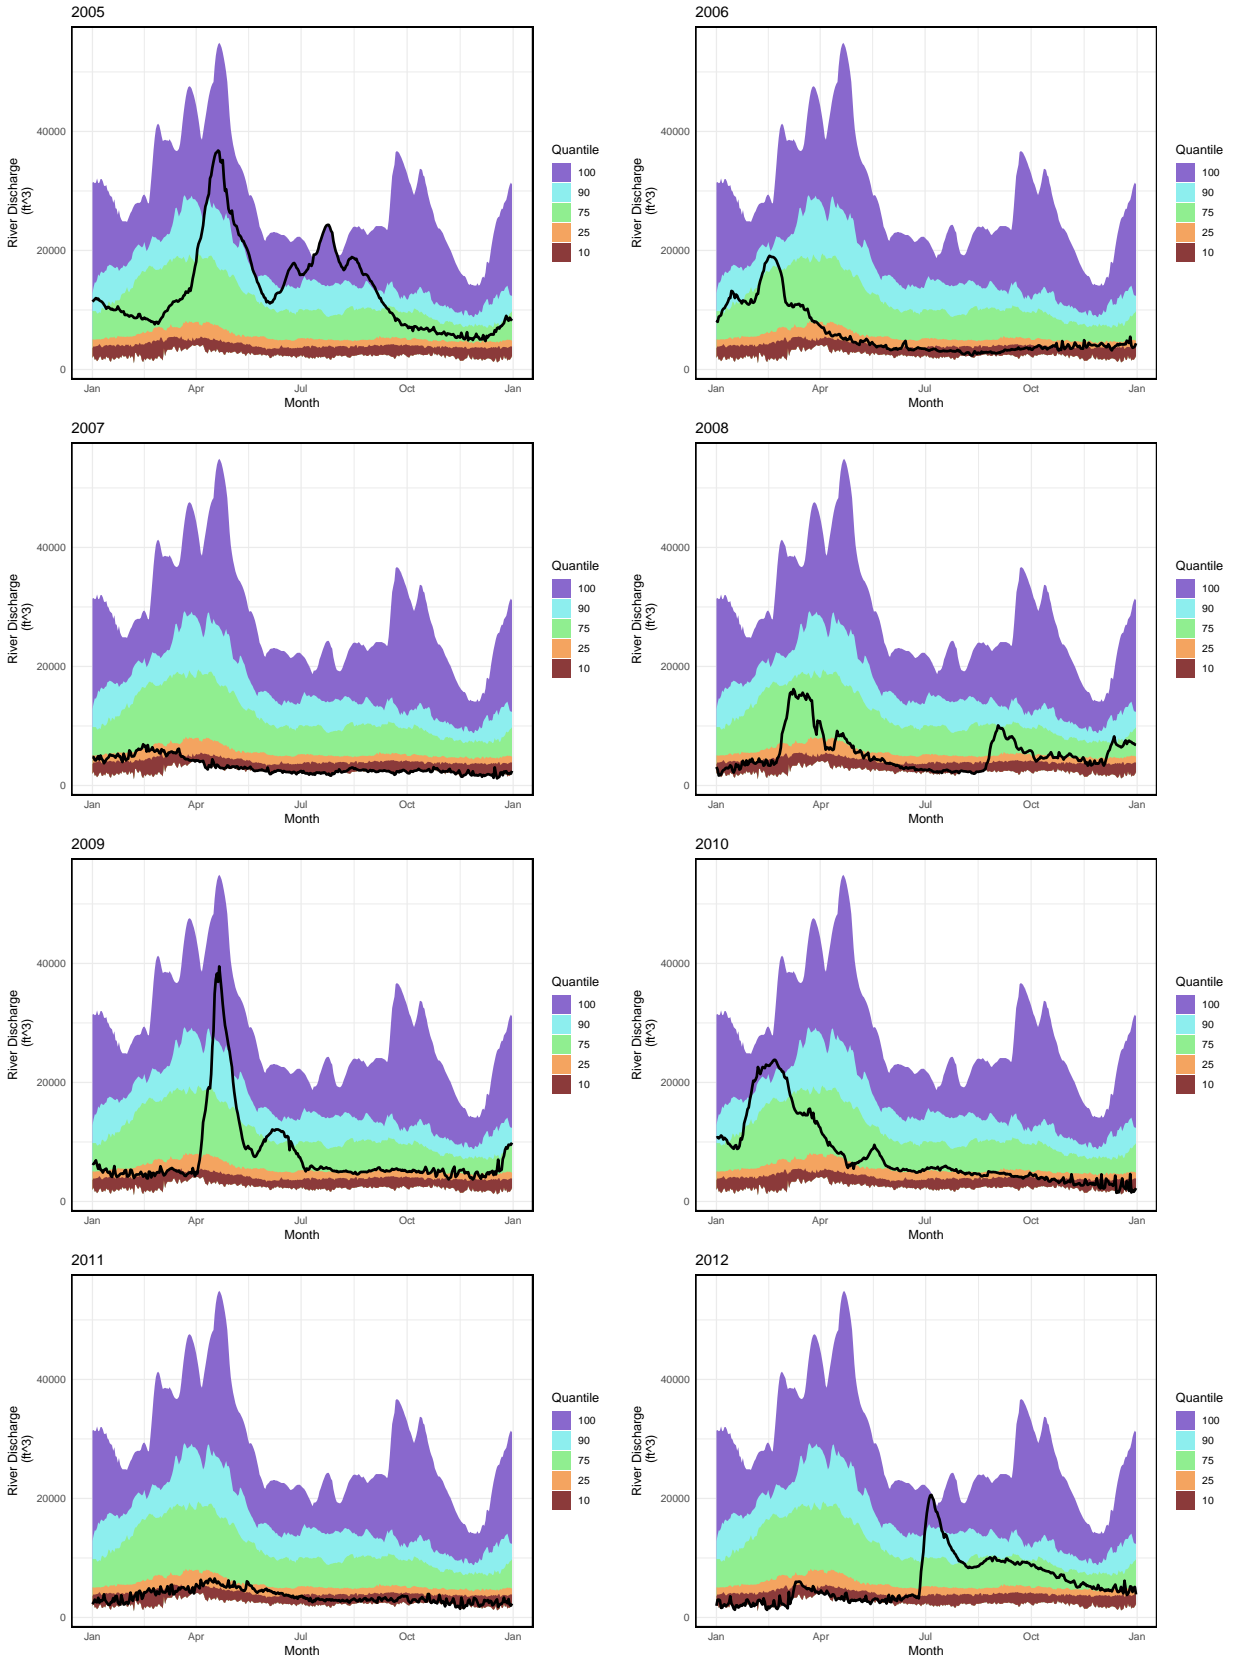 2005
River Discharge
(ft^3)
40000
20000
0
Jan
Apr
Jul
Oct
Jan
Month
Quantile
100
90
75
25
10
2006
River Discharge
(ft^3)
40000
20000
0
Jan
Apr
Jul
Oct
Jan
Month
Quantile
100
90
75
25
10
2007
River Discharge
(ft^3)
40000
20000
0
Jan
Apr
Jul
Oct
Jan
Month
Quantile
100
90
75
25
10
2008
River Discharge
(ft^3)
40000
20000
0
Jan
Apr
Jul
Oct
Jan
Month
Quantile
100
90
75
25
10
2009
River Discharge
(ft^3)
40000
20000
0
Jan
Apr
Jul
Oct
Jan
Month
Quantile
100
90
75
25
10
2010
River Discharge
(ft^3)
40000
20000
0
Jan
Apr
Jul
Oct
Jan
Month
Quantile
100
90
75
25
10
2011
River Discharge
(ft^3)
40000
20000
0
Jan
Apr
Jul
Oct
Jan
Month
Quantile
100
90
75
25
10
2012
River Discharge
(ft^3)
40000
20000
0
Jan
Apr
Jul
Oct
Jan
Month
Quantile
100
90
75
25
10